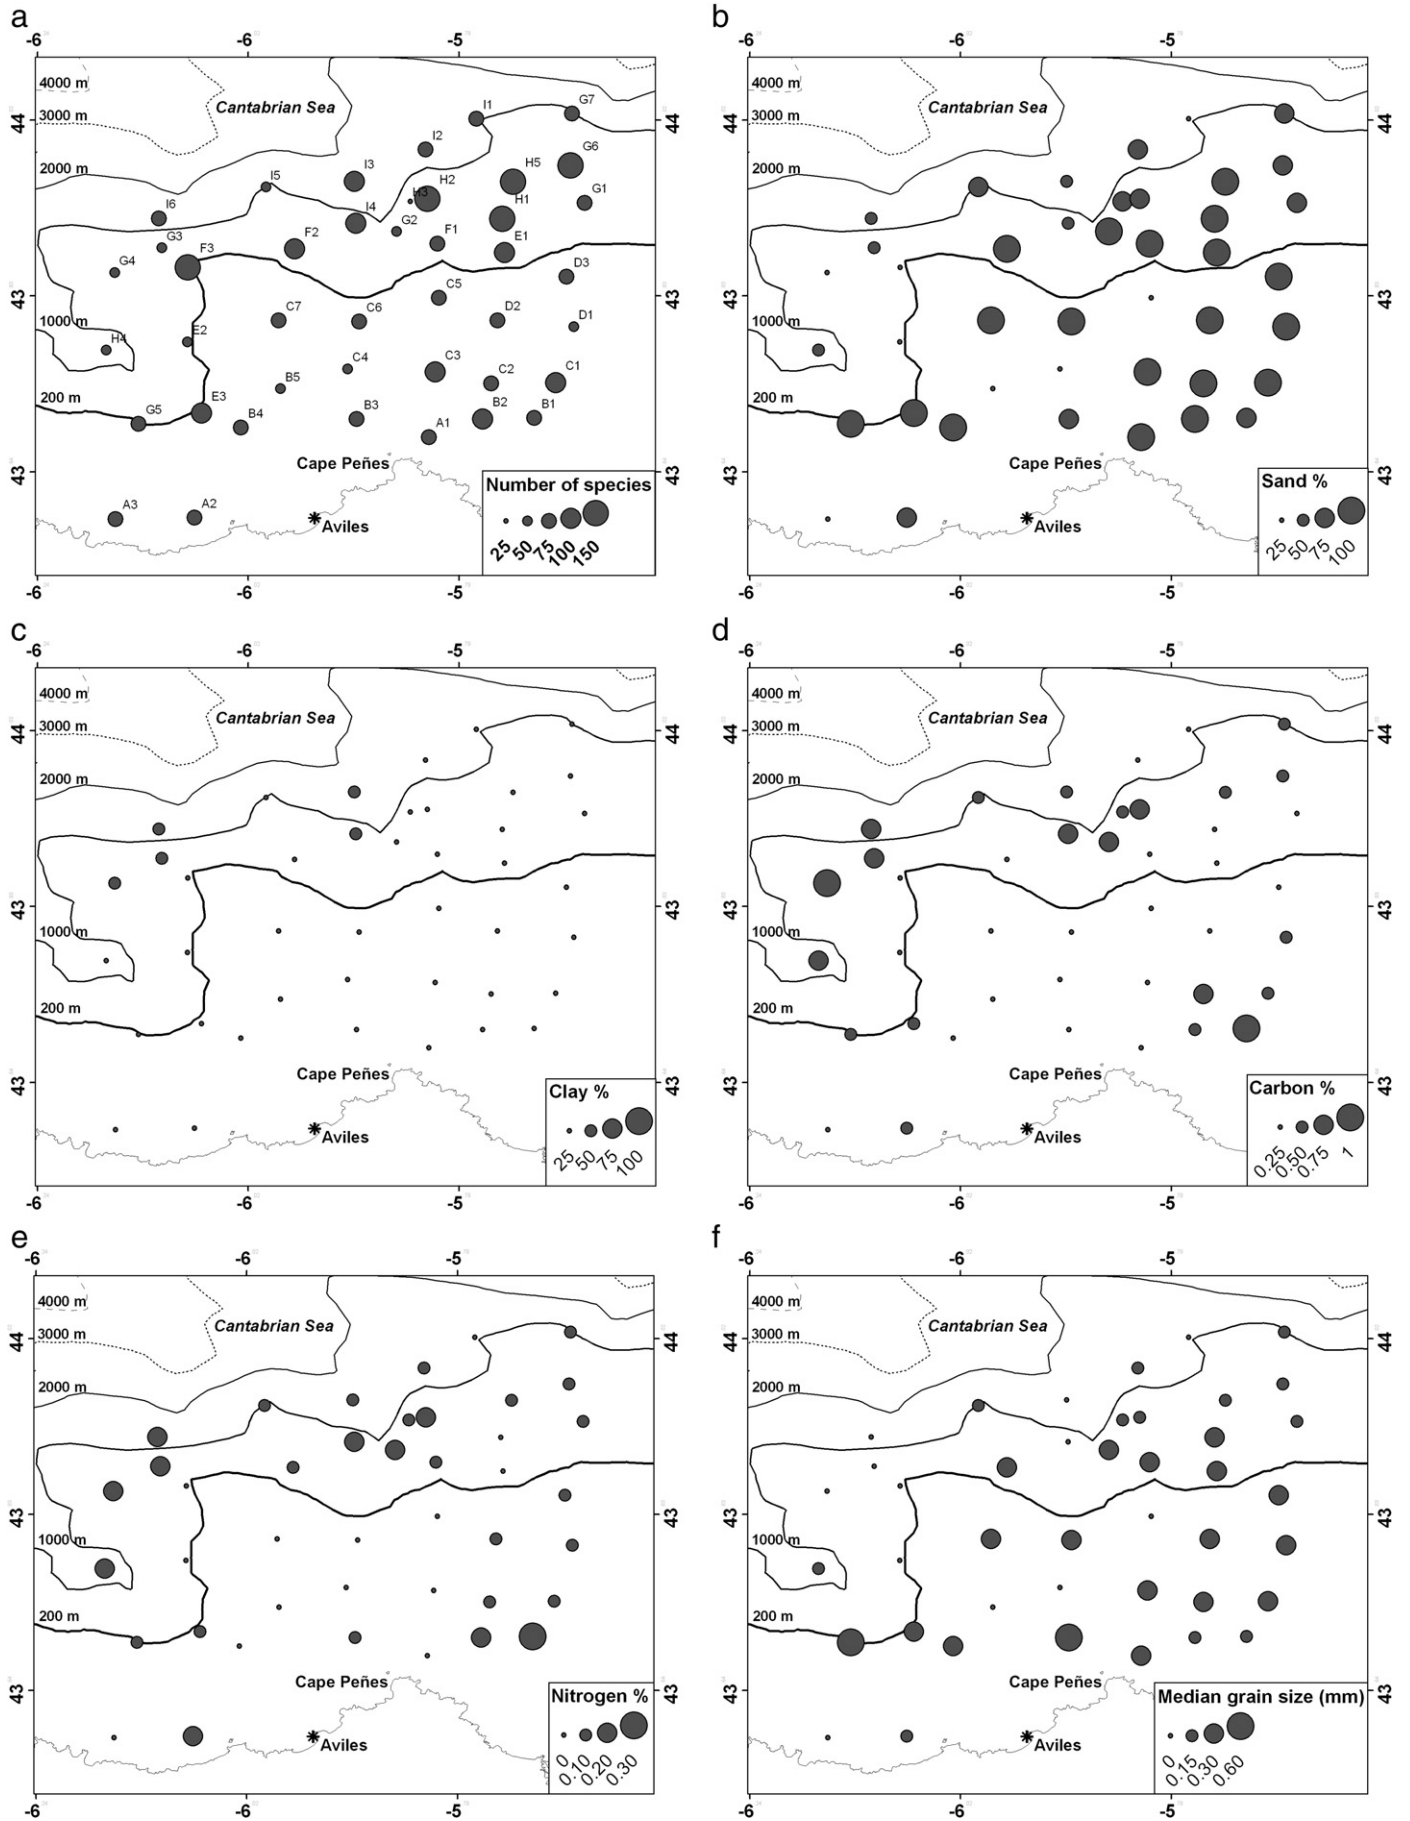 a
-6 -6 -5
4000 m
Cantabrian Sea
3000 m
44 44
2000 m
I1 G7
I2
G6
I3 H5
I5 H2
H3 G1
I6 I4 H1
G2
G3 F2 F1 E1
F3
G4 D3
43 43
C5
C7 C6 D2 D1
1000 m
E2
H4
C4 C3 C2 C1
B5
200 m
E3
G5 B4 B3 B2 B1
A1
Cape Peñes
43 43
A3 A2
Aviles
Number of species
25 50 75 100 150
-6 -6 -5
b
-6 -6 -5
4000 m
Cantabrian Sea
3000 m
44 44
2000 m
43 43
1000 m
200 m
Cape Peñes
43 43
Aviles
Sand %
25 50 75 100
-6 -6 -5
c
-6 -6 -5
4000 m
Cantabrian Sea
3000 m
44 44
2000 m
43 43
1000 m
200 m
Cape Peñes
43 43
Aviles
Clay %
25 50 75 100
-6 -6 -5
d
-6 -6 -5
4000 m
Cantabrian Sea
3000 m
44 44
2000 m
43 43
1000 m
200 m
Cape Peñes
43 43
Aviles
Carbon %
0.25 0.50 0.75 1
-6 -6 -5
e
-6 -6 -5
4000 m
Cantabrian Sea
3000 m
44 44
2000 m
43 43
1000 m
200 m
Cape Peñes
43 43
Aviles
Nitrogen %
0 0.10 0.20 0.30
-6 -6 -5
f
-6 -6 -5
4000 m
Cantabrian Sea
3000 m
44 44
2000 m
43 43
1000 m
200 m
Cape Peñes
43 43
Aviles
Median grain size (mm)
0 0.15 0.30 0.60
-6 -6 -5